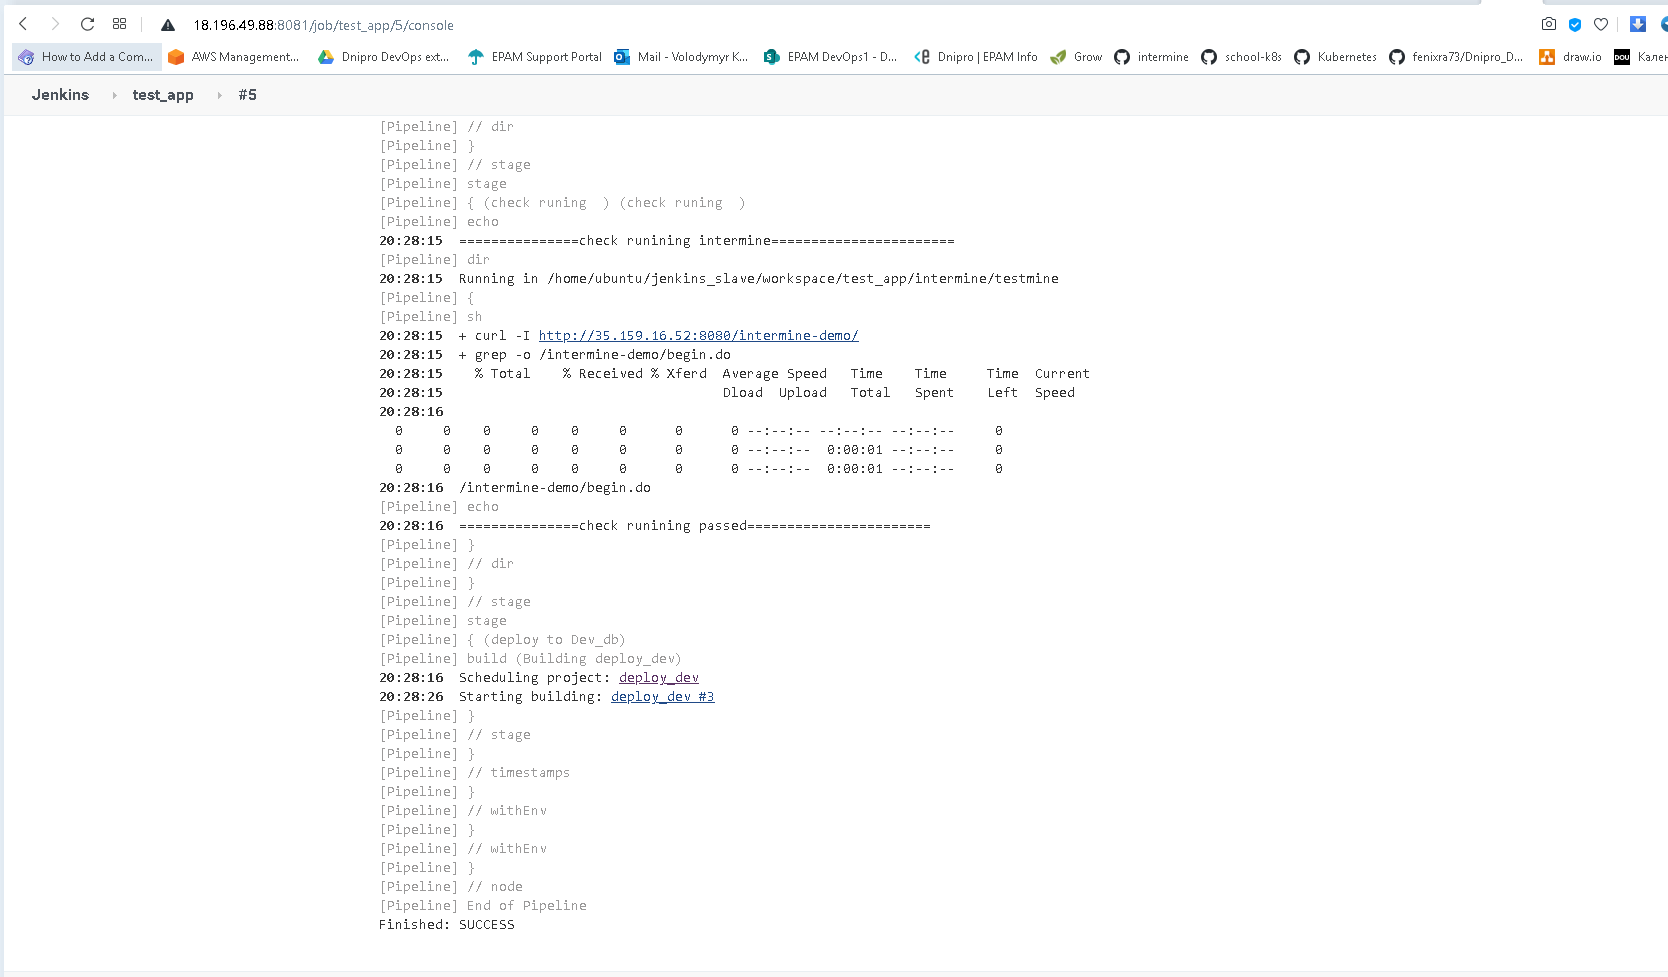 18.196.49.88:8081/job/test_app/5/console
How to Add a Com... AWS Management... Dnipro DevOps ext... EPAM Support Portal Mail - Volodymyr K... EPAM DevOps1 - D... Dnipro | EPAM Info Grow intermine school-k8s Kubernetes fenixra73/Dnipro_D... draw.io DOU Кален
Jenkins test_app #5
[Pipeline] // dir
[Pipeline] }
[Pipeline] // stage
[Pipeline] stage
[Pipeline] { (check runing  ) (check runing  )
[Pipeline] echo
20:28:15  ===============check runining intermine=======================
[Pipeline] dir
20:28:15  Running in /home/ubuntu/jenkins_slave/workspace/test_app/intermine/testmine
[Pipeline] {
[Pipeline] sh
20:28:15  + curl -I http://35.159.16.52:8080/intermine-demo/
20:28:15  + grep -o /intermine-demo/begin.do
20:28:15    % Total    % Received % Xferd  Average Speed   Time    Time     Time  Current
20:28:15                                   Dload  Upload   Total   Spent    Left  Speed
20:28:16
  0     0    0     0    0     0      0      0 --:--:-- --:--:-- --:--:--     0
  0     0    0     0    0     0      0      0 --:--:--  0:00:01 --:--:--     0
  0     0    0     0    0     0      0      0 --:--:--  0:00:01 --:--:--     0
20:28:16  /intermine-demo/begin.do
[Pipeline] echo
20:28:16  ===============check runining passed=======================
[Pipeline] }
[Pipeline] // dir
[Pipeline] }
[Pipeline] // stage
[Pipeline] stage
[Pipeline] { (deploy to Dev_db)
[Pipeline] build (Building deploy_dev)
20:28:16  Scheduling project: deploy_dev
20:28:26  Starting building: deploy_dev #3
[Pipeline] }
[Pipeline] // stage
[Pipeline] }
[Pipeline] // timestamps
[Pipeline] }
[Pipeline] // withEnv
[Pipeline] }
[Pipeline] // withEnv
[Pipeline] }
[Pipeline] // node
[Pipeline] End of Pipeline
Finished: SUCCESS